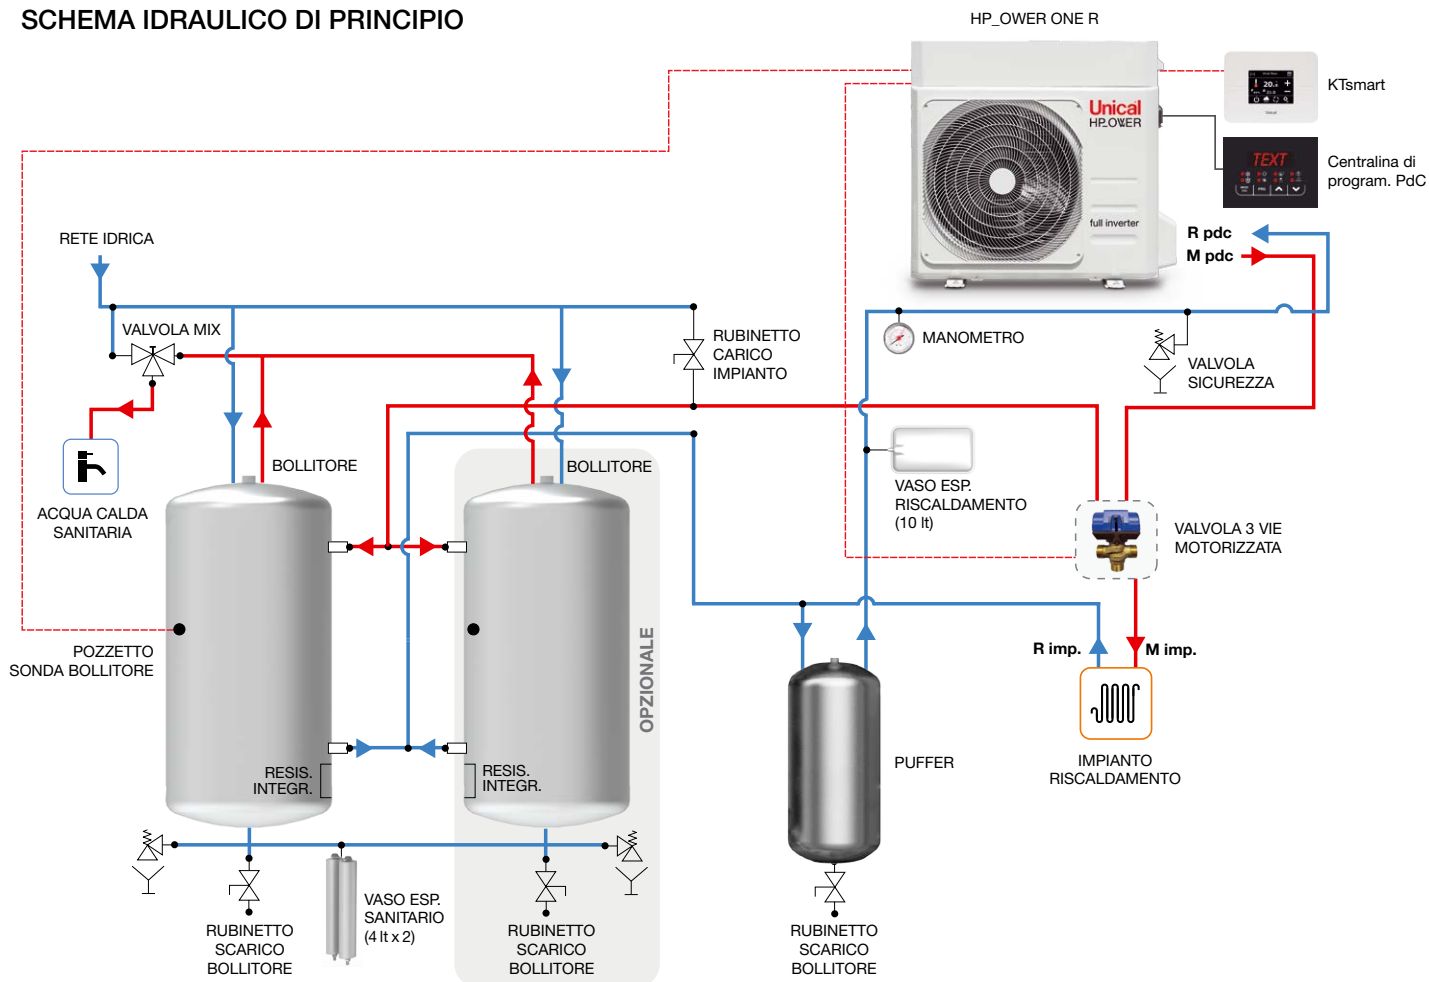 SCHEMA IDRAULICO DI PRINCIPIO
HP_OWER ONE R
KTsmart
Unical
HP_OWER
full inverter
TEXT
Centralina di
program. PdC
R pdc
M pdc
RETE IDRICA
VALVOLA MIX
RUBINETTO
CARICO
IMPIANTO
MANOMETRO
VALVOLA
SICUREZZA
ACQUA CALDA
SANITARIA
BOLLITORE
BOLLITORE
VASO ESP.
RISCALDAMENTO
(10 lt)
VALVOLA 3 VIE
MOTORIZZATA
POZZETTO
SONDA BOLLITORE
OPZIONALE
R imp.
M imp.
RESIS.
INTEGR.
RESIS.
INTEGR.
PUFFER
IMPIANTO
RISCALDAMENTO
VASO ESP.
SANITARIO
(4 lt x 2)
RUBINETTO
SCARICO
BOLLITORE
RUBINETTO
SCARICO
BOLLITORE
RUBINETTO
SCARICO
BOLLITORE